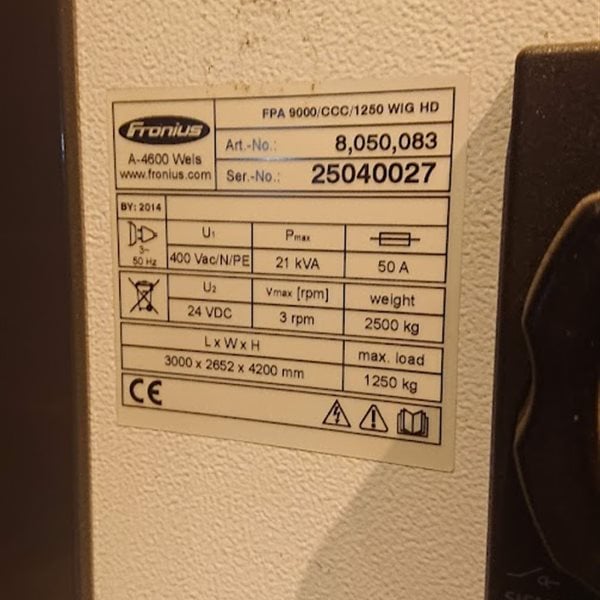 FPA 9000/CCC/1250 WIG HD
Fronius
A-4600 Wels
www.fronius.com
Art.-No.: 8,050,083
Ser.-No.: 25040027
BY: 2014
3~
50 Hz
U1 Pmax
400 Vac/N/PE 21 kVA 50 A
U2 Vmax [rpm] weight
24 VDC 3 rpm 2500 kg
L x W x H max. load
3000 x 2652 x 4200 mm 1250 kg
CE